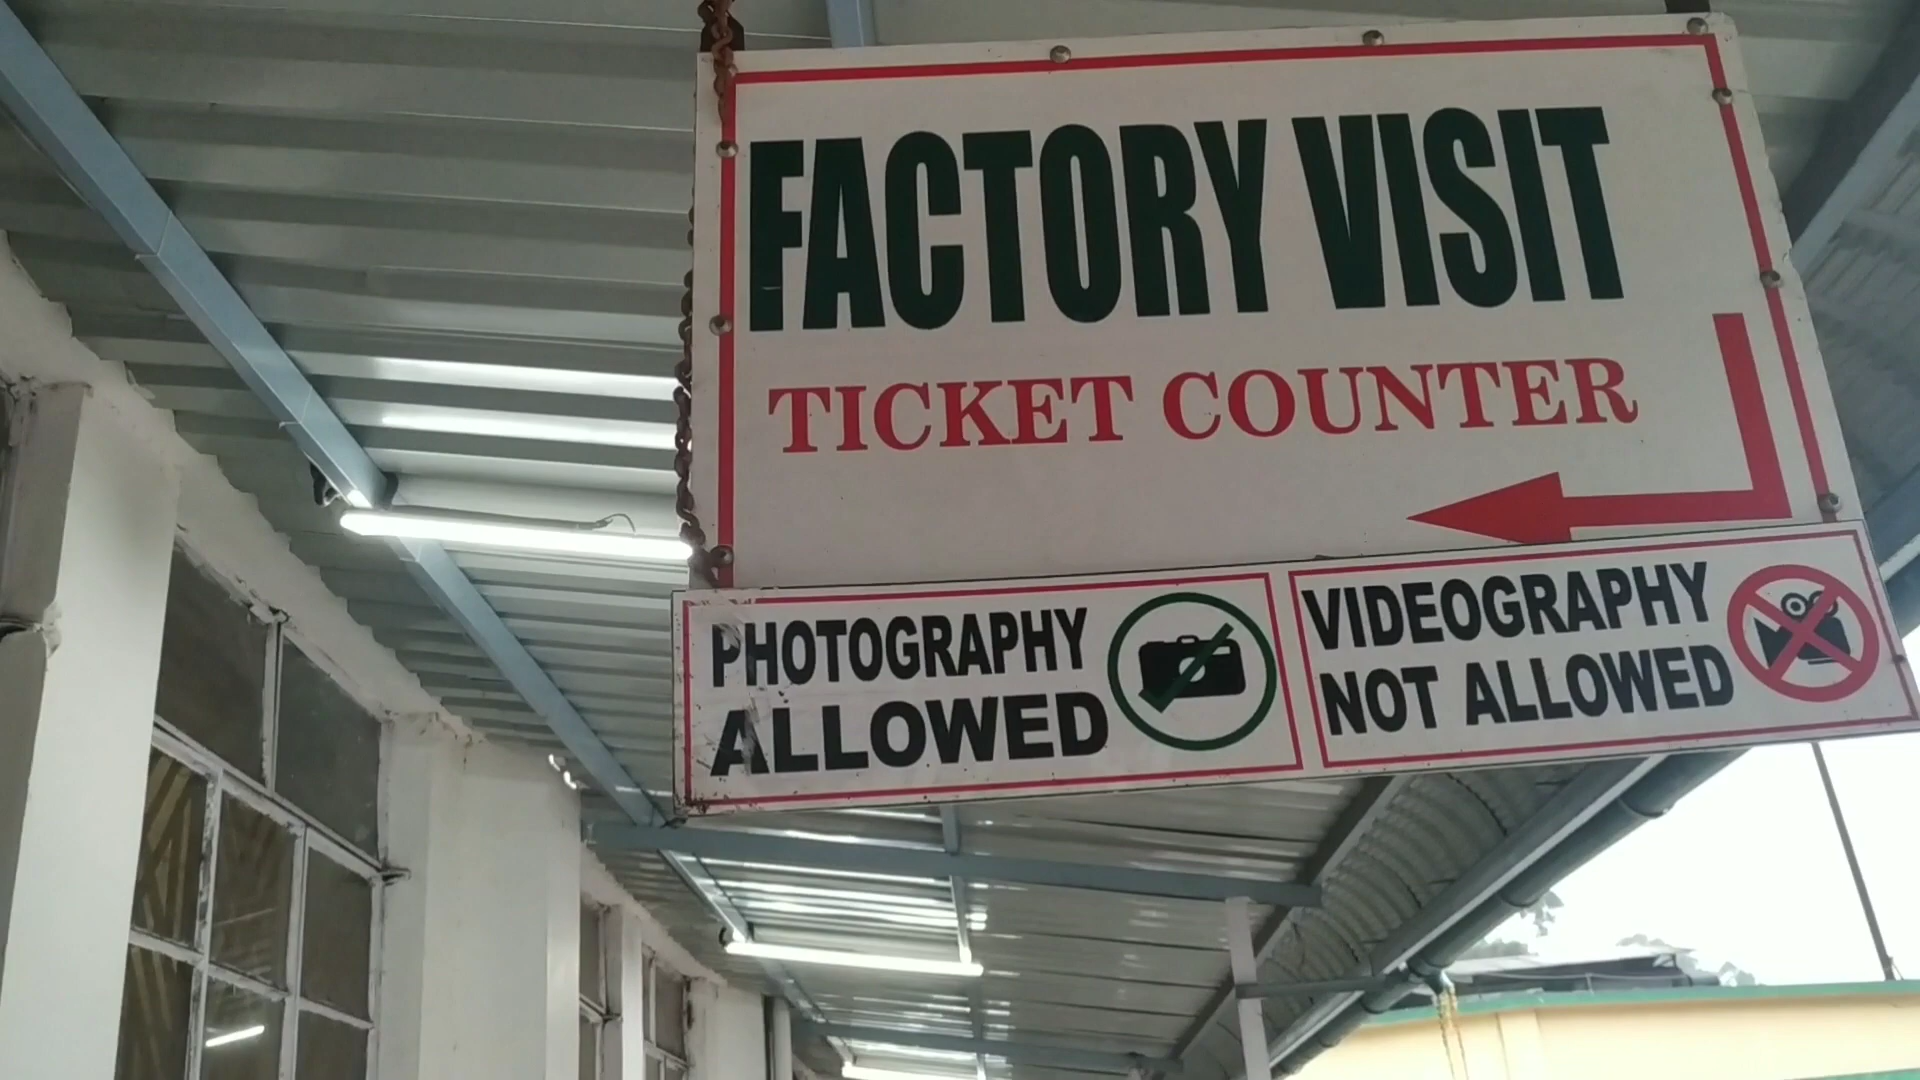 FACTORY VISIT
TICKET COUNTER
PHOTOGRAPHY
ALLOWED
VIDEOGRAPHY
NOT ALLOWED